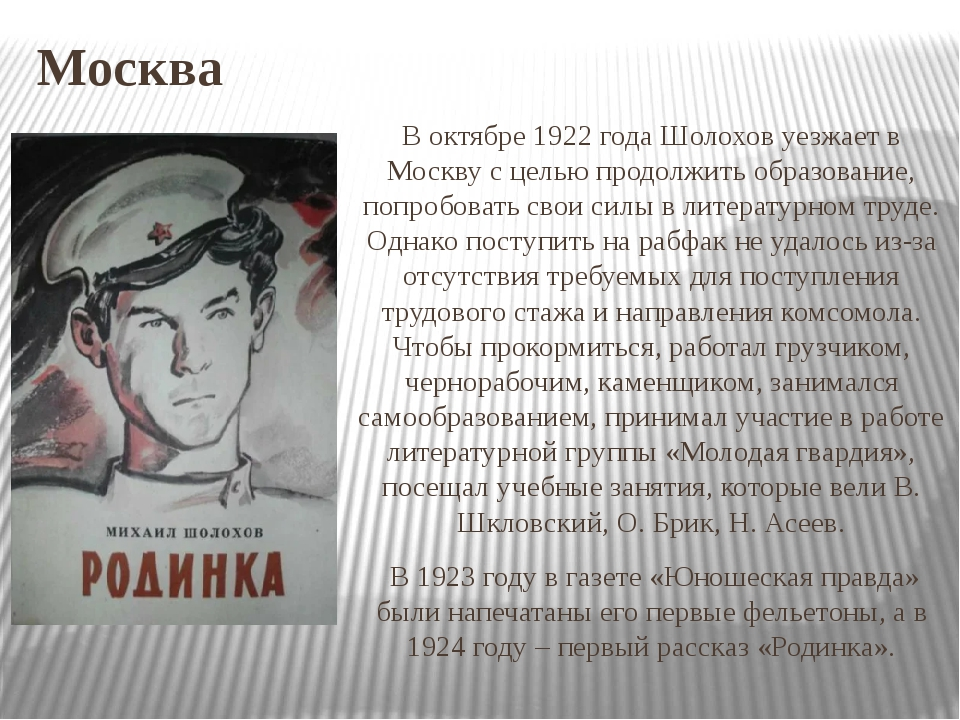 Москва
В октябре 1922 года Шолохов уезжает в
Москву с целью продолжить образование,
попробовать свои силы в литературном труде.
Однако поступить на рабфак не удалось из-за
отсутствия требуемых для поступления
трудового стажа и направления комсомола.
Чтобы прокормиться, работал грузчиком,
чернорабочим, каменщиком, занимался
самообразованием, принимал участие в работе
литературной группы «Молодая гвардия»,
посещал учебные занятия, которые вели В.
Шкловский, О. Брик, Н. Асеев.
В 1923 году в газете «Юношеская правда»
были напечатаны его первые фельетоны, а в
1924 году – первый рассказ «Родинка».
МИХАИЛ ШОЛОХОВ
РОДИНКА